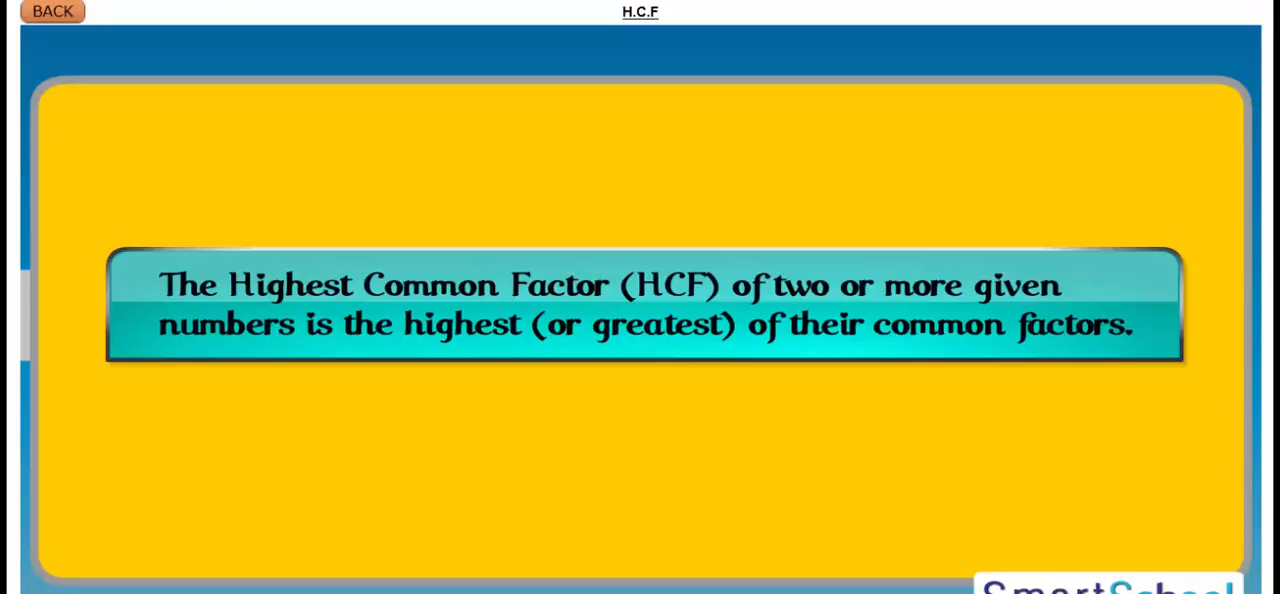 BACK
H.C.F
The Highest Common Factor (HCF) of two or more given
numbers is the highest (or greatest) of their common factors.
SmartSchool